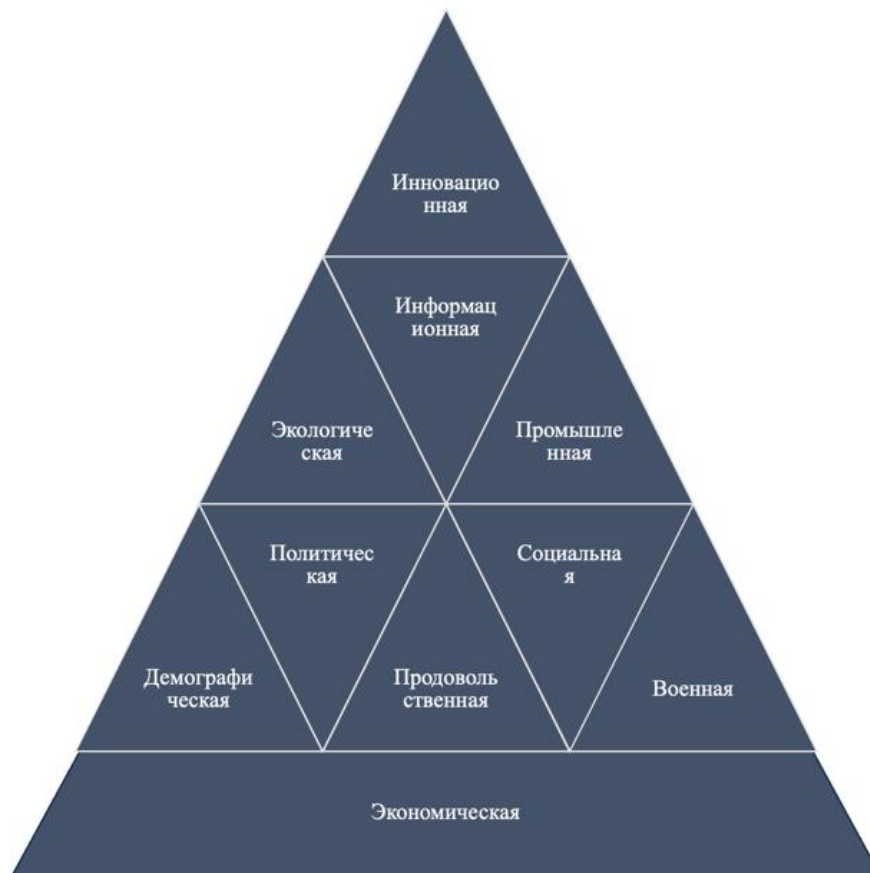 Инновацио
нная
Информац
ионная
Экологиче
ская
Промышле
нная
Политичес
кая
Социальна
я
Демографи
ческая
Продоволь
ственная
Военная
Экономическая